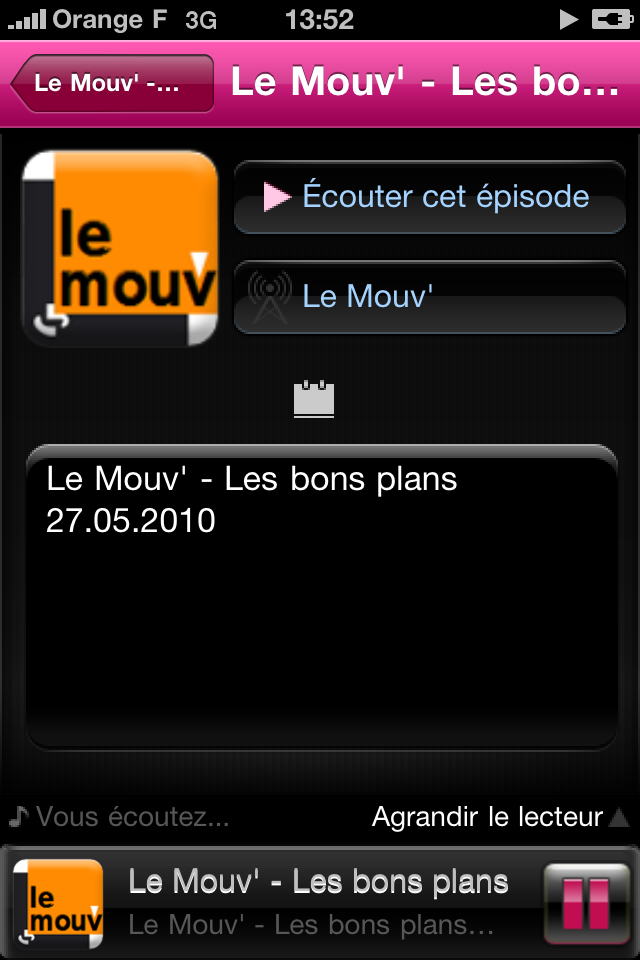 Orange F 3G 13:52
Le Mouv' -... Le Mouv' - Les bo...
le
mouv
Écouter cet épisode
Le Mouv'
Le Mouv' - Les bons plans
27.05.2010
Vous écoutez... Agrandir le lecteur
le
mouv
Le Mouv' - Les bons plans
Le Mouv' - Les bons plans...